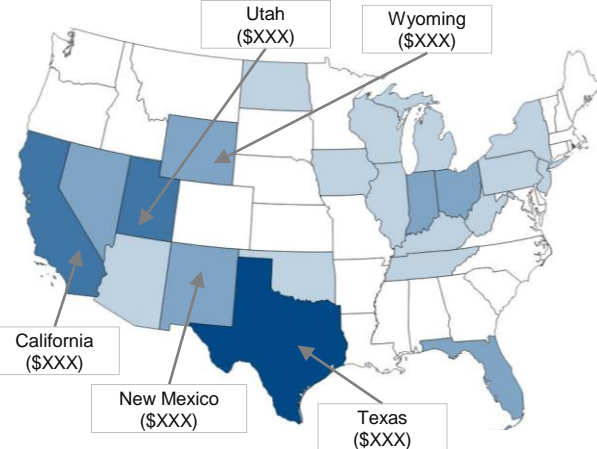 Utah
($XXX)
Wyoming
($XXX)
California
($XXX)
New Mexico
($XXX)
Texas
($XXX)